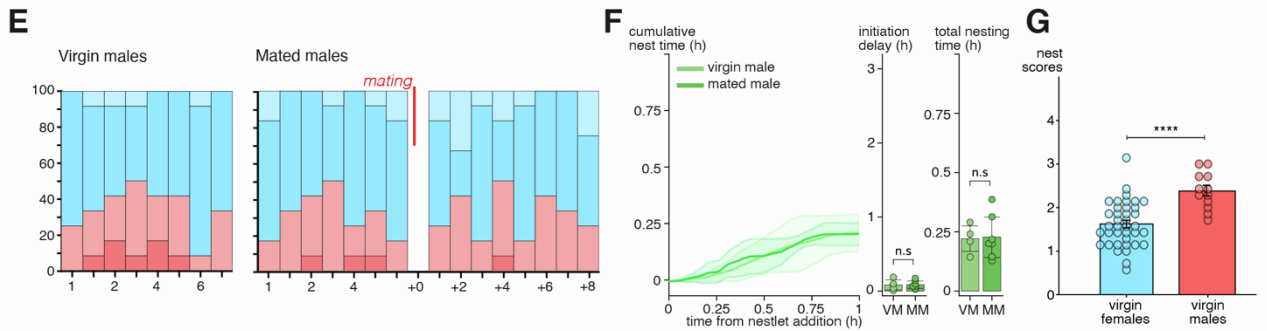 E
Virgin males
Mated males
mating
100
80
60
40
20
0
1
2
4
6
1
2
4
+0
+2
+4
+6
+8
F
cumulative
nest time (h)
virgin male
mated male
0.75
0.5
0.25
0
0
0.25
0.5
0.75
1
time from nestlet addition (h)
initiation
delay (h)
3
2
1
0
n.s
VM MM
total nesting
time (h)
0.75
0.5
0.25
0
n.s
VM MM
G
nest
scores
4
3
2
1
0
****
virgin
females
virgin
males